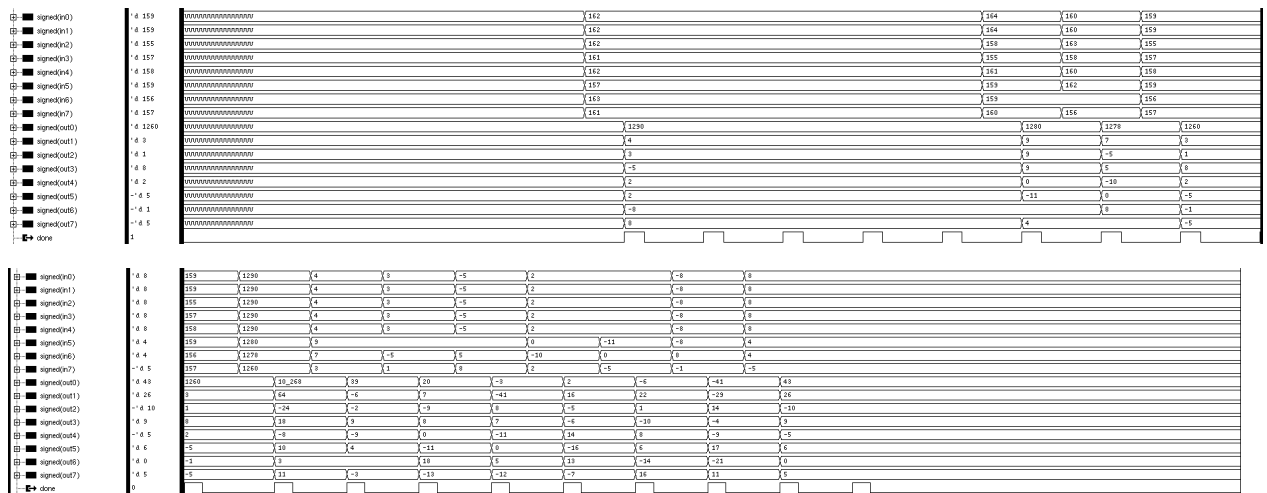 signed(in0) 'd 159 162 164 160 159
signed(in1) 'd 159 162 164 160 159
signed(in2) 'd 155 162 158 163 155
signed(in3) 'd 157 161 155 158 157
signed(in4) 'd 158 162 161 160 158
signed(in5) 'd 159 157 159 162 159
signed(in6) 'd 156 163 159 156
signed(in7) 'd 157 161 160 156 157
signed(out0) 'd 1260 1290 1280 1278 1260
signed(out1) 'd 3 4 9 7 3
signed(out2) 'd 1 3 9 -5 1
signed(out3) 'd 8 -5 9 5 8
signed(out4) 'd 2 2 0 -10 2
signed(out5) -'d 5 2 -11 0 -5
signed(out6) -'d 1 -8 8 -1
signed(out7) -'d 5 8 4 -5
done 1
signed(in0) 'd 8 159 1290 4 3 -5 2 -8 8
signed(in1) 'd 8 159 1290 4 3 -5 2 -8 8
signed(in2) 'd 8 155 1290 4 3 -5 2 -8 8
signed(in3) 'd 8 157 1290 4 3 -5 2 -8 8
signed(in4) 'd 8 158 1290 4 3 -5 2 -8 8
signed(in5) 'd 4 159 1280 9 0 -11 -8 4
signed(in6) 'd 4 156 1278 7 -5 5 -10 0 8 4
signed(in7) -'d 5 157 1260 3 1 8 2 -5 -1 -5
signed(out0) 'd 43 1260 10_268 39 20 -3 2 -6 -41 43
signed(out1) 'd 26 3 64 -6 7 -41 16 22 -29 26
signed(out2) -'d 10 1 -24 -2 -9 8 -5 1 14 -10
signed(out3) 'd 9 8 18 9 8 7 -6 -10 -4 9
signed(out4) -'d 5 2 -8 -9 0 -11 14 8 -9 -5
signed(out5) 'd 6 -5 10 4 -11 0 -16 6 17 6
signed(out6) 'd 0 -1 3 18 5 13 -14 -21 0
signed(out7) 'd 5 -5 11 -3 -13 -12 -7 16 11 5
done 0